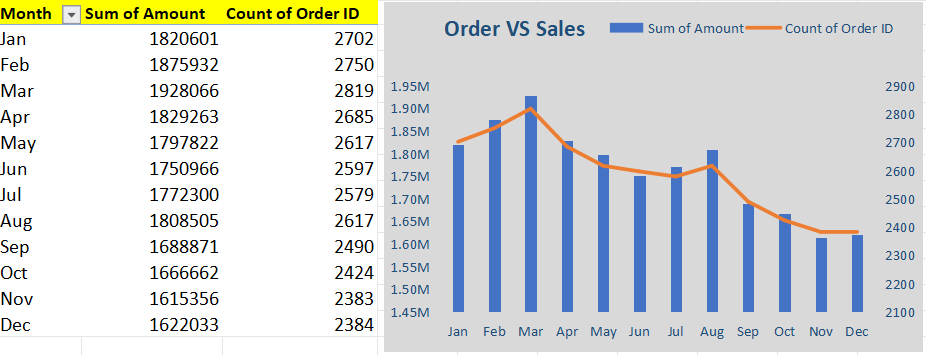 Month Sum of Amount Count of Order ID
Jan 1820601 2702
Feb 1875932 2750
Mar 1928066 2819
Apr 1829263 2685
May 1797822 2617
Jun 1750966 2597
Jul 1772300 2579
Aug 1808505 2617
Sep 1688871 2490
Oct 1666662 2424
Nov 1615356 2383
Dec 1622033 2384
Order VS Sales
Sum of Amount Count of Order ID
1.95M 2900
1.90M 2800
1.85M 2700
1.80M 2600
1.75M 2500
1.70M 2400
1.65M 2300
1.60M 2200
1.55M 2100
1.50M
1.45M
Jan Feb Mar Apr May Jun Jul Aug Sep Oct Nov Dec